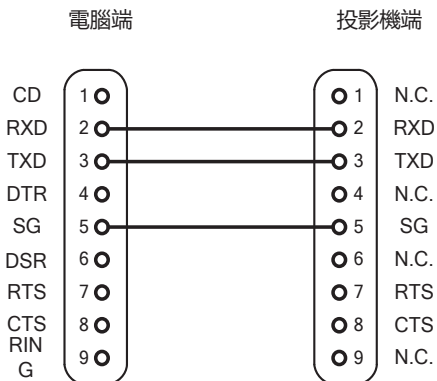 電腦端 投影機端
CD 1 1 N.C.
RXD 2 2 RXD
TXD 3 3 TXD
DTR 4 4 N.C.
SG 5 5 SG
DSR 6 6 N.C.
RTS 7 7 RTS
CTS 8 8 CTS
RIN
G 9 9 N.C.